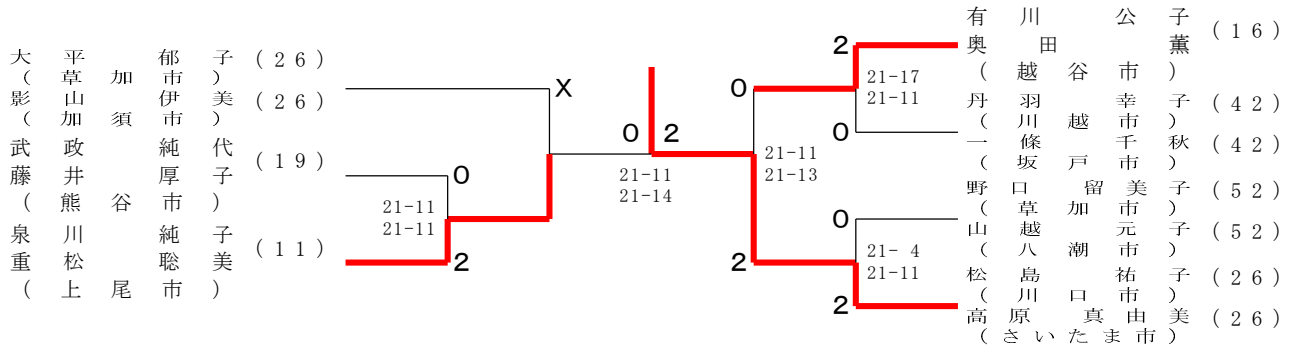 大平郁子 (26)
(草加市)
影山伊美 (26)
(加須市)
武政純代 (19)
藤井厚子
(熊谷市)
泉川純子 (11)
重松聡美
(上尾市)
X
0
21-11
21-11
2
0 2
21-11
21-14
0
21-11
21-13
2
2
21-17
21-11
0
0
21- 4
21-11
2
有川公子 (16)
奥田薫
(越谷市)
丹羽幸子 (42)
(川越市)
一條千秋 (42)
(坂戸市)
野口留美子 (52)
(草加市)
山越元子 (52)
(八潮市)
松島祐子 (26)
(川口市)
高原真由美 (26)
(さいたま市)